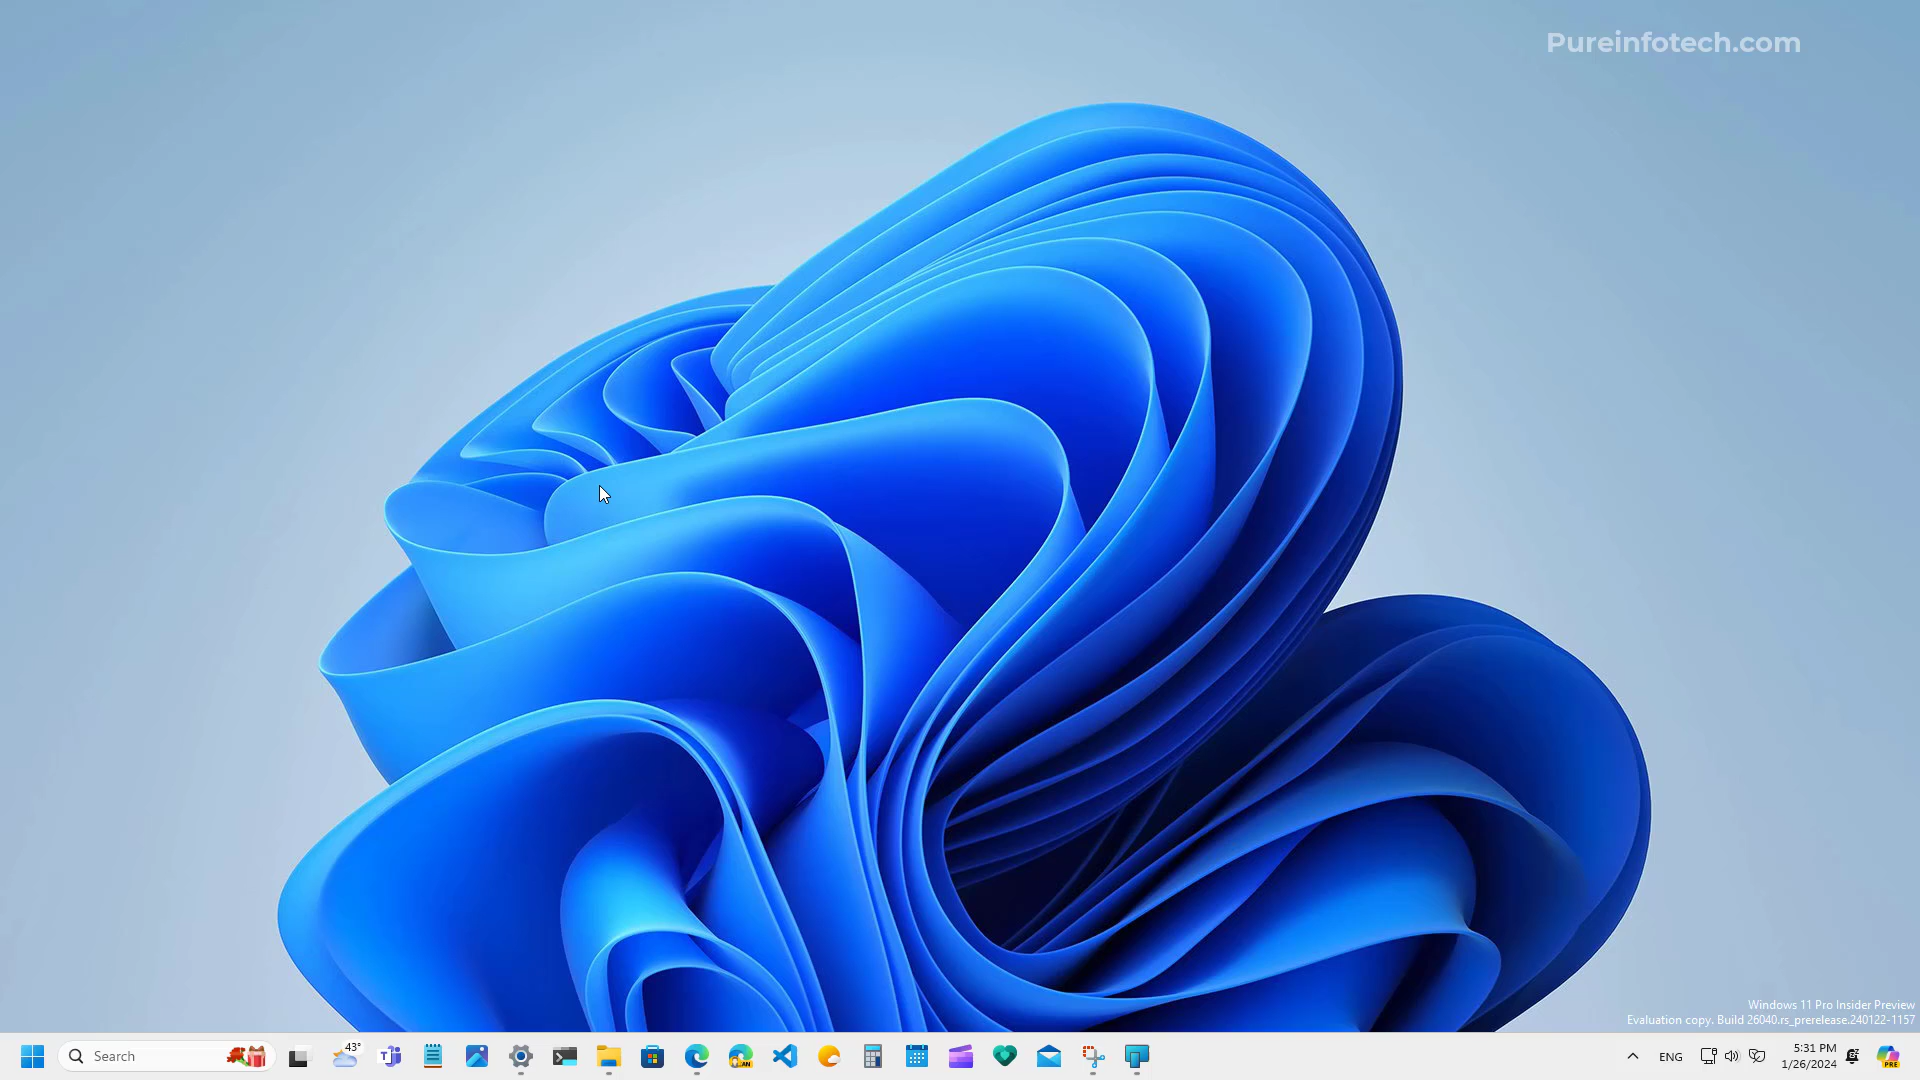 Pureinfotech.com
Windows 11 Pro Insider Preview
Evaluation copy. Build 26040.rs_prerelease.240122-1157
Search
43°
ENG
5:31 PM
1/26/2024
PRE